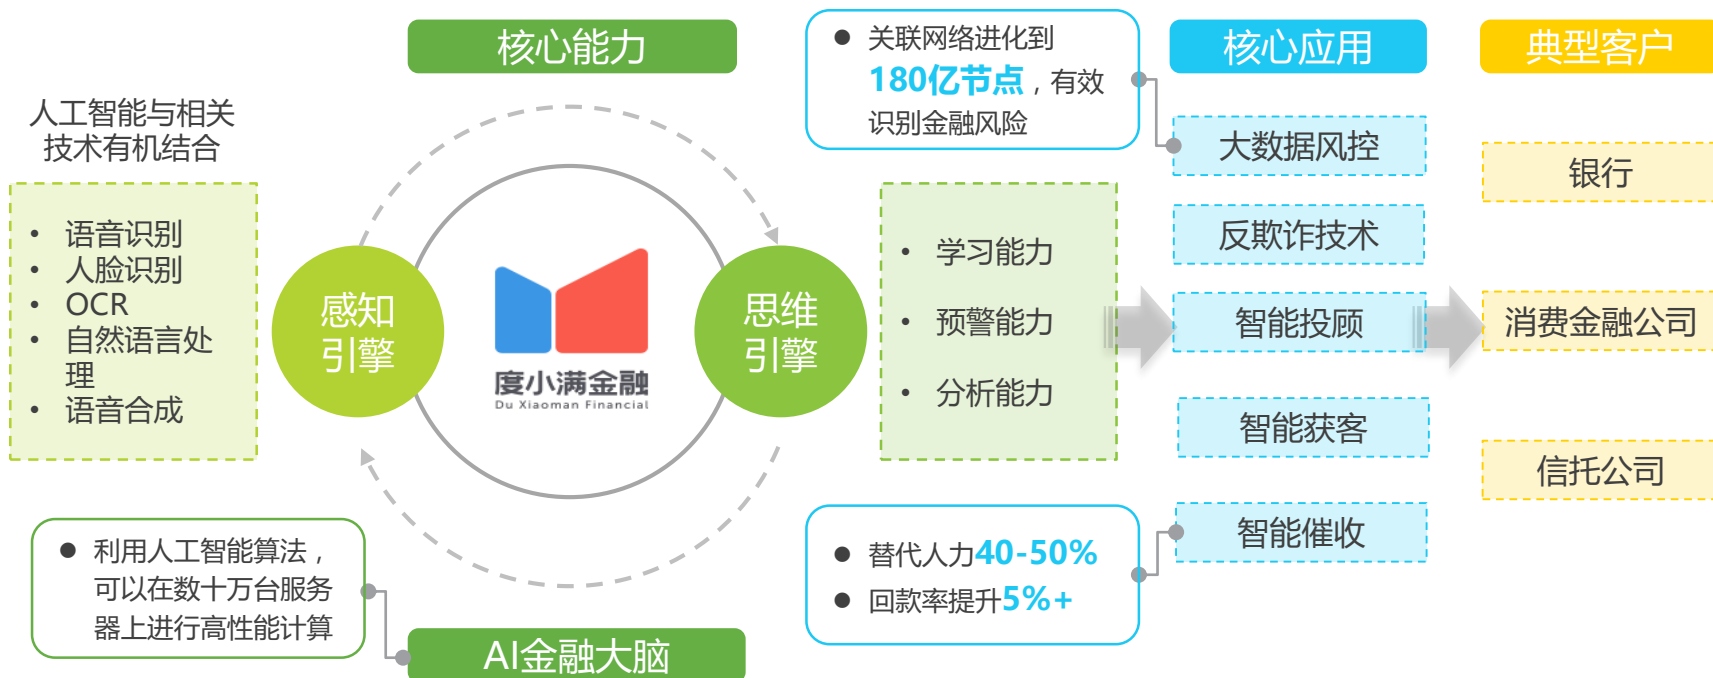 核心能力
人工智能与相关
技术有机结合
• 语音识别
• 人脸识别
• OCR
• 自然语言处
理
• 语音合成
感知
引擎
度小满金融
Du Xiaoman Financial
思维
引擎
• 学习能力
• 预警能力
• 分析能力
● 利用人工智能算法，
可以在数十万台服务
器上进行高性能计算
AI金融大脑
● 关联网络进化到
180亿节点，有效
识别金融风险
核心应用
大数据风控
反欺诈技术
智能投顾
智能获客
智能催收
● 替代人力40-50%
● 回款率提升5%+
典型客户
银行
消费金融公司
信托公司